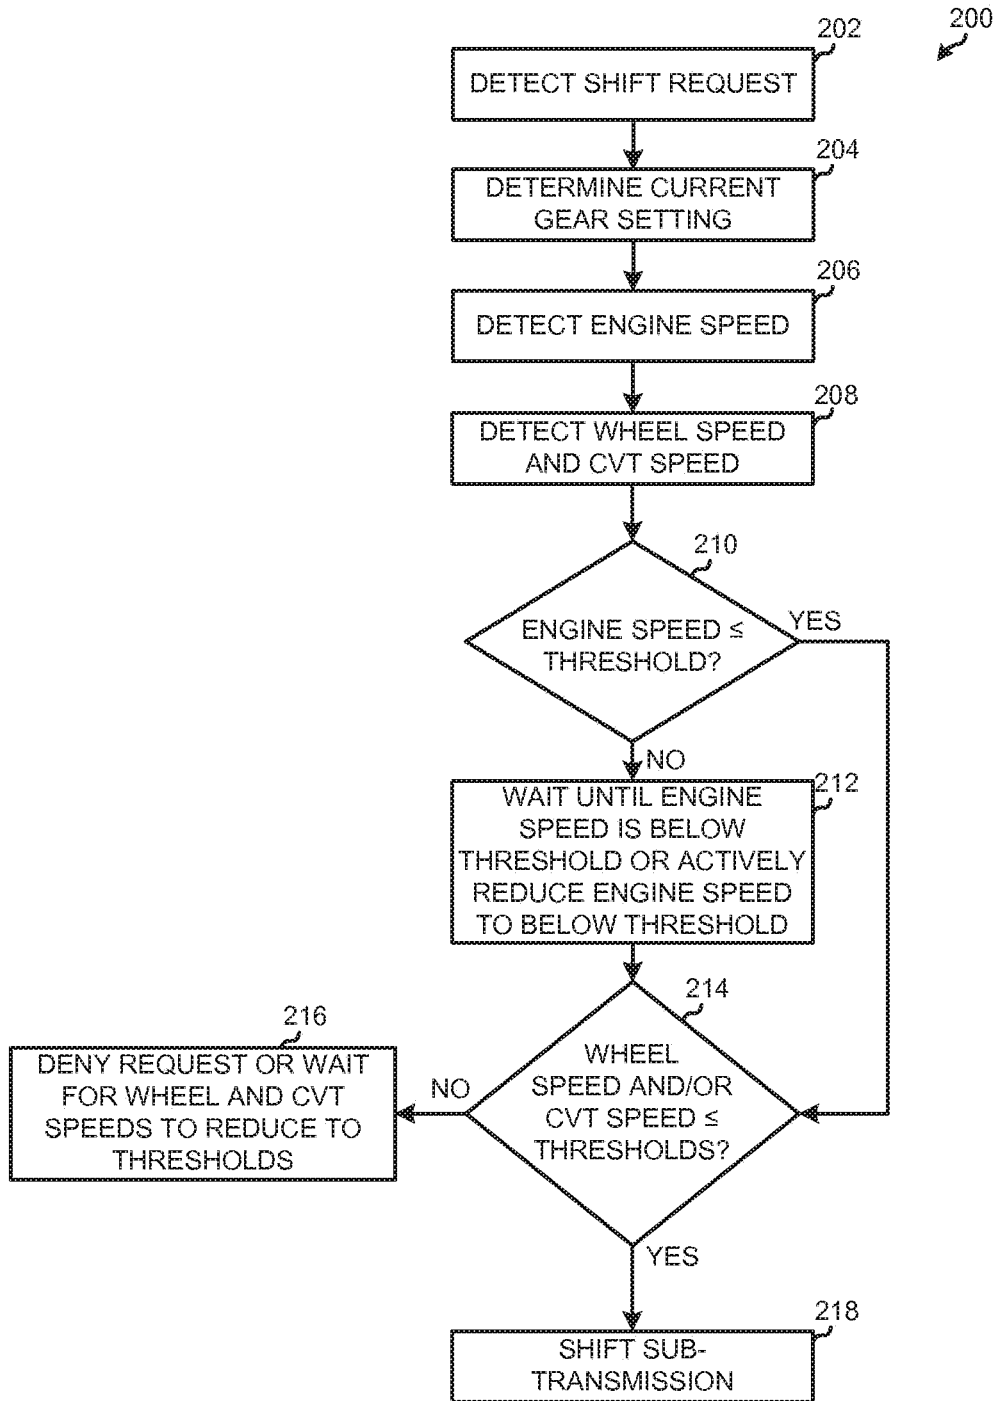 200
202
DETECT SHIFT REQUEST
204
DETERMINE CURRENT
GEAR SETTING
206
DETECT ENGINE SPEED
208
DETECT WHEEL SPEED
AND CVT SPEED
210
ENGINE SPEED ≤
THRESHOLD?
YES
NO
212
WAIT UNTIL ENGINE
SPEED IS BELOW
THRESHOLD OR ACTIVELY
REDUCE ENGINE SPEED
TO BELOW THRESHOLD
214
WHEEL
SPEED AND/OR
CVT SPEED ≤
THRESHOLDS?
NO
216
DENY REQUEST OR WAIT
FOR WHEEL AND CVT
SPEEDS TO REDUCE TO
THRESHOLDS
YES
218
SHIFT SUB-
TRANSMISSION